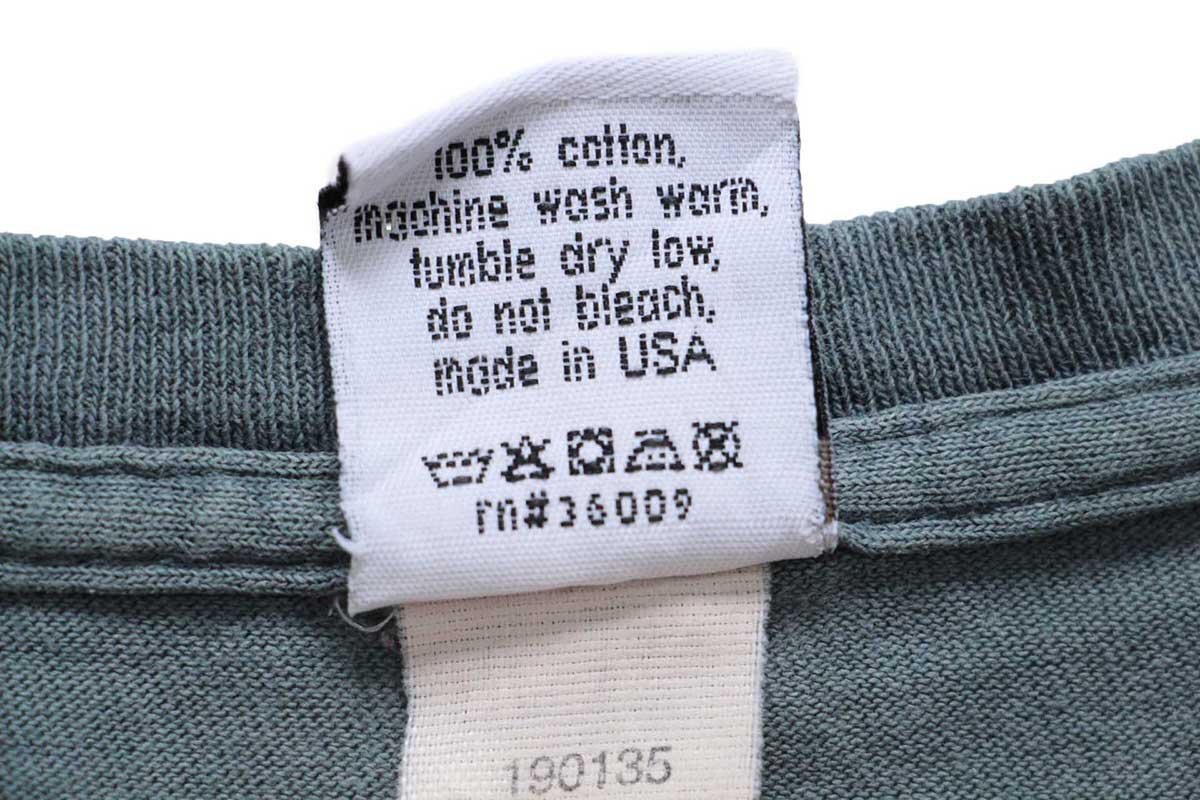 100% cotton,
machine wash warm,
tumble dry low,
do not bleach,
made in USA
rn#36009
190135